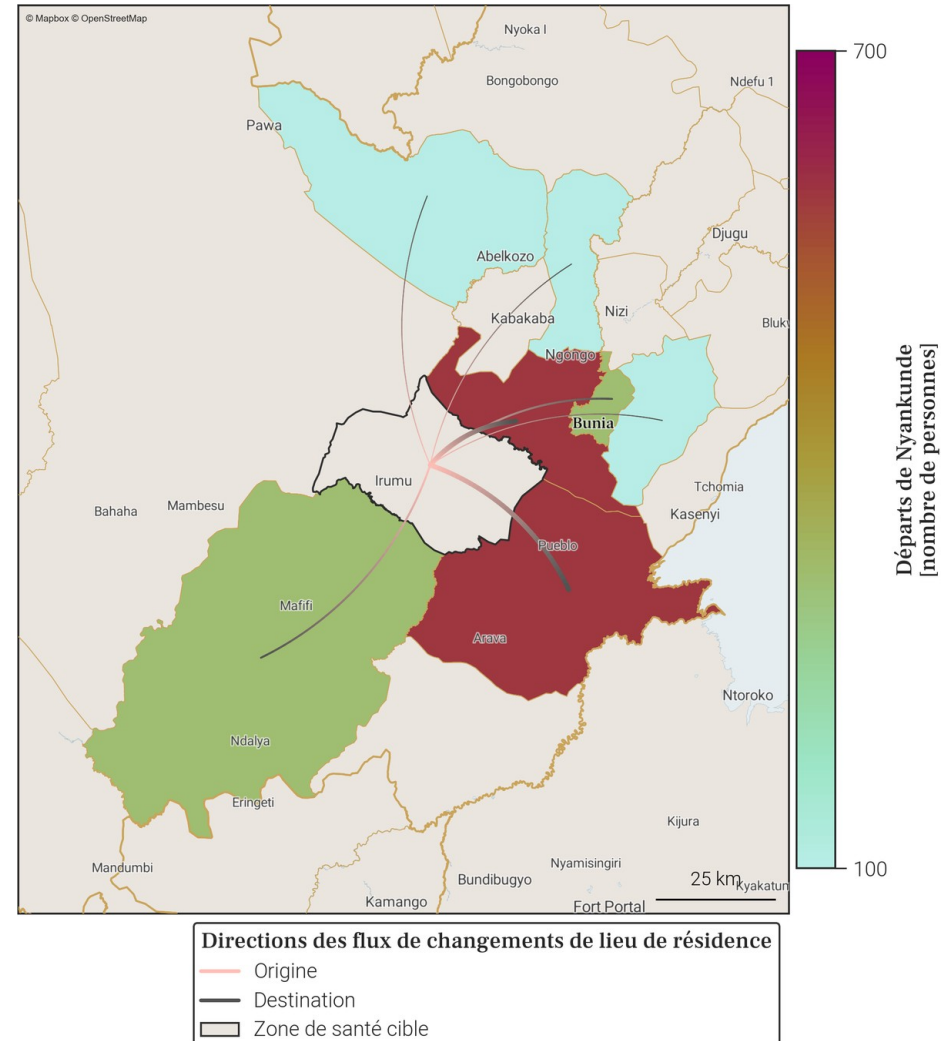 © Mapbox © OpenStreetMap
Nyoka I
Bongobongo
Ndefu 1
Pawa
Djugu
Abelkozo
Kabakaba
Nizi
Ngongo
Bunia
Irumu
Tchomia
Mambesu
Bahaha
Kasenyi
Pueblo
Mafifi
Arava
Ntoroko
Ndalya
Eringeti
Kijura
Mandumbi
Nyamisingiri
Bundibugyo
25 km
Kamango
Fort Portal
700
100
Départs de Nyankunde
[nombre de personnes]
Directions des flux de changements de lieu de résidence
Origine
Destination
Zone de santé cible